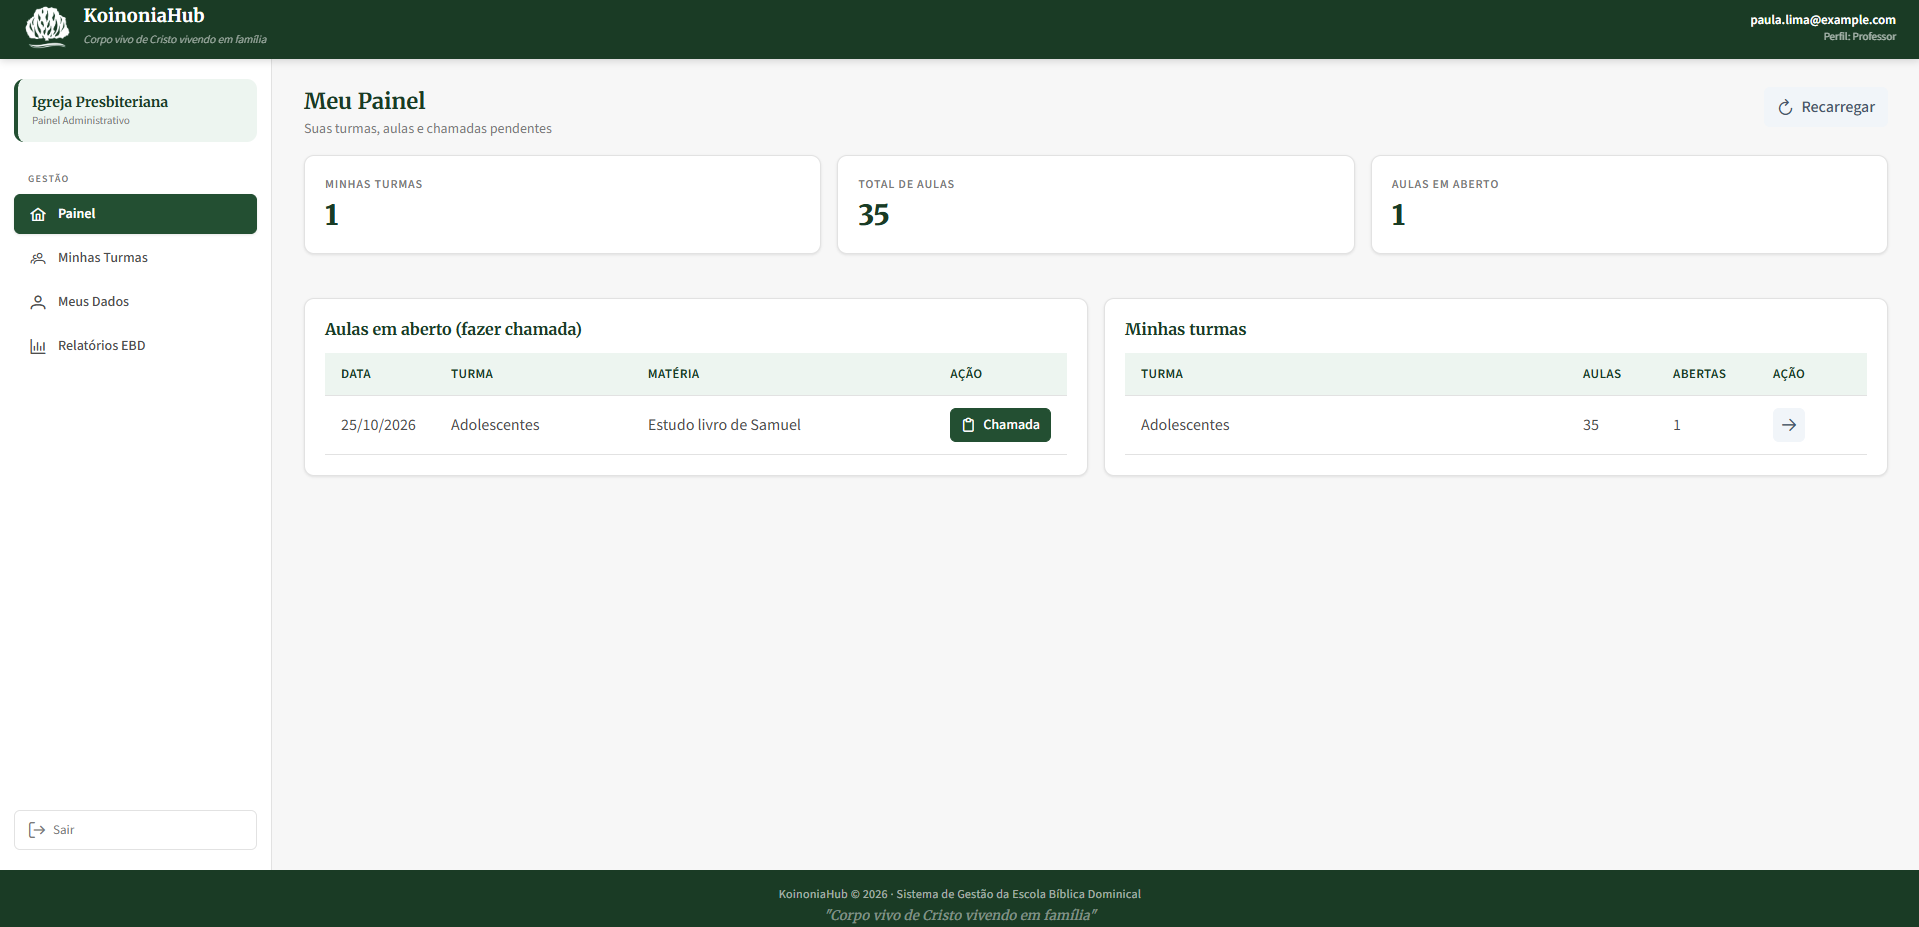 KoinoniaHub
Corpo vivo de Cristo vivendo em família
paula.lima@example.com
Perfil: Professor
Igreja Presbiteriana
Painel Administrativo
GESTÃO
Painel
Minhas Turmas
Meus Dados
Relatórios EBD
Sair
Meu Painel
Suas turmas, aulas e chamadas pendentes
Recarregar
MINHAS TURMAS
1
TOTAL DE AULAS
35
AULAS EM ABERTO
1
Aulas em aberto (fazer chamada)
DATA TURMA MATÉRIA AÇÃO
25/10/2026 Adolescentes Estudo livro de Samuel Chamada
Minhas turmas
TURMA AULAS ABERTAS AÇÃO
Adolescentes 35 1
KoinoniaHub © 2026 · Sistema de Gestão da Escola Bíblica Dominical
"Corpo vivo de Cristo vivendo em família"